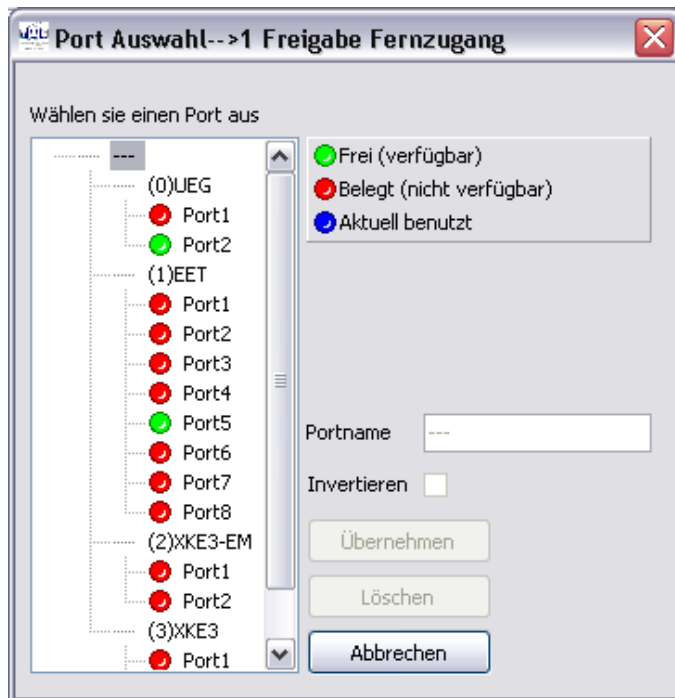 Port Auswahl-->1 Freigabe Fernzugang
Wählen sie einen Port aus
---
(0)UEG
Port1
Port2
(1)EET
Port1
Port2
Port3
Port4
Port5
Port6
Port7
Port8
(2)XKE3-EM
Port1
Port2
(3)XKE3
Port1
Frei (verfügbar)
Belegt (nicht verfügbar)
Aktuell benutzt
Portname ---
Invertieren
Übernehmen
Löschen
Abbrechen